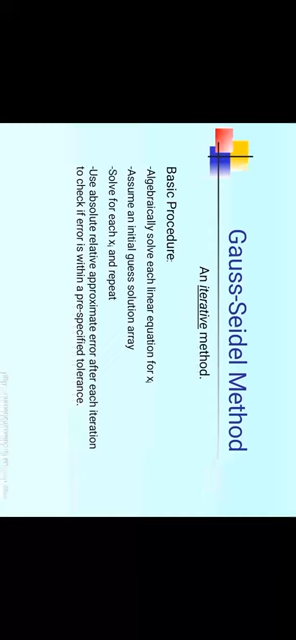 Gauss-Seidel Method
An iterative method.
Basic Procedure:
-Algebraically solve each linear equation for xi
-Assume an initial guess solution array
-Solve for each xi and repeat
-Use absolute relative approximate error after each iteration
to check if error is within a pre-specified tolerance.